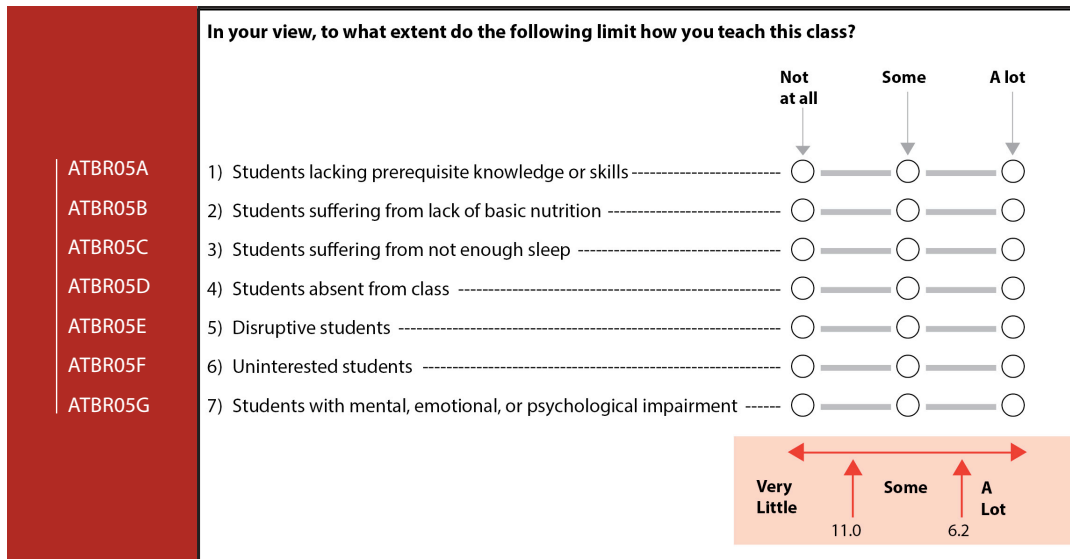 In your view, to what extent do the following limit how you teach this class?
Not at all
Some
A lot
ATBR05A 1) Students lacking prerequisite knowledge or skills
ATBR05B 2) Students suffering from lack of basic nutrition
ATBR05C 3) Students suffering from not enough sleep
ATBR05D 4) Students absent from class
ATBR05E 5) Disruptive students
ATBR05F 6) Uninterested students
ATBR05G 7) Students with mental, emotional, or psychological impairment
Very Little
Some
A Lot
11.0
6.2